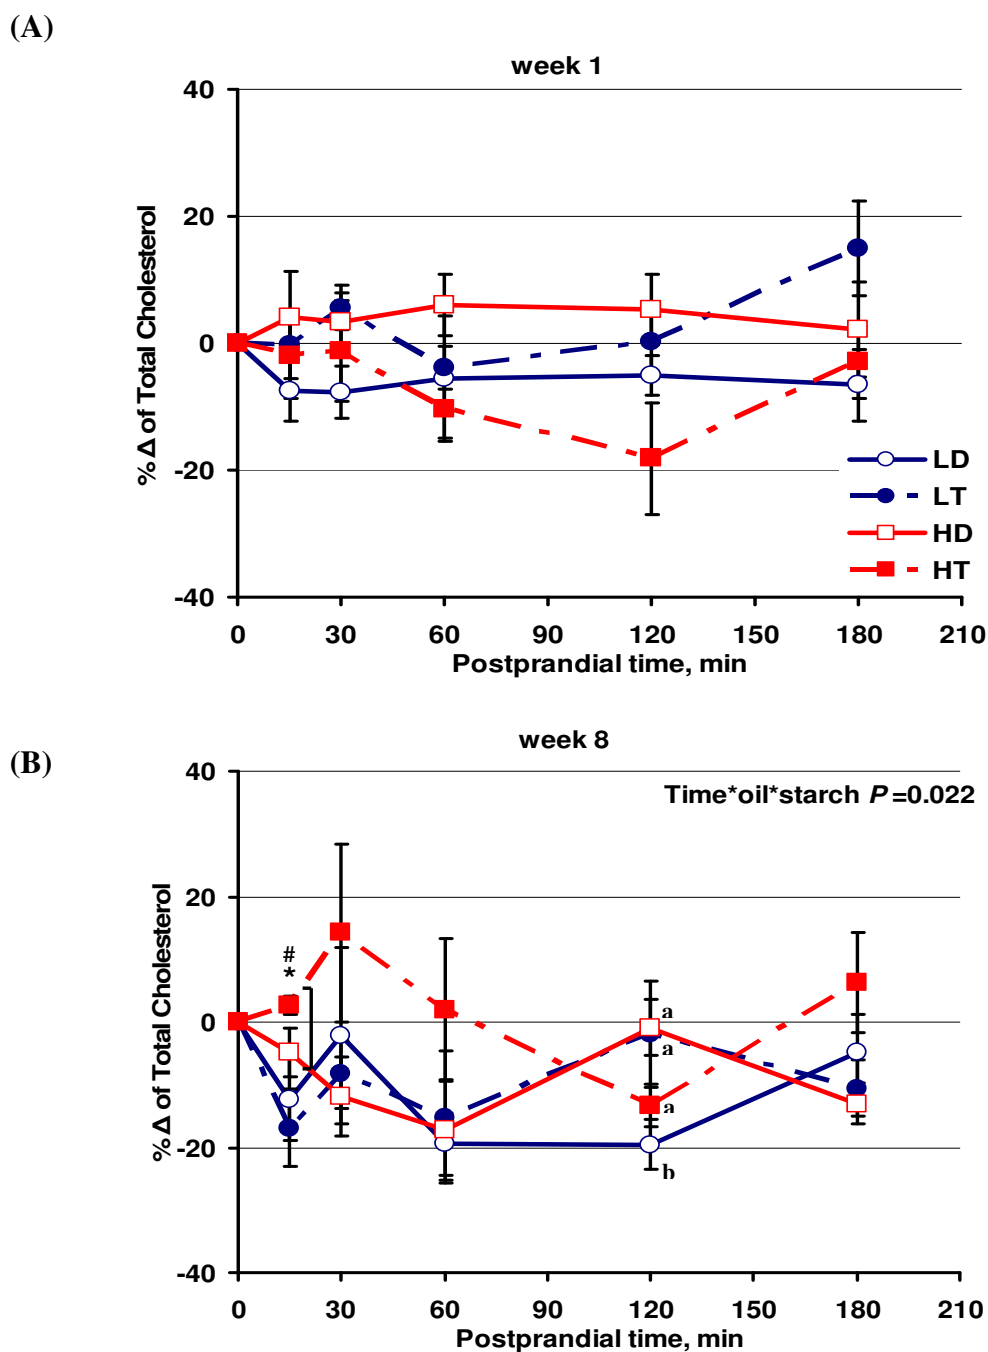 (A)
week 1
% Δ of Total Cholesterol
40
20
0
-20
-40
LD
LT
HD
HT
0 30 60 90 120 150 180 210
Postprandial time, min
(B)
week 8
Time*oil*starch P=0.022
% Δ of Total Cholesterol
40
20
0
-20
-40
#
*
a
a
a
b
0 30 60 90 120 150 180 210
Postprandial time, min